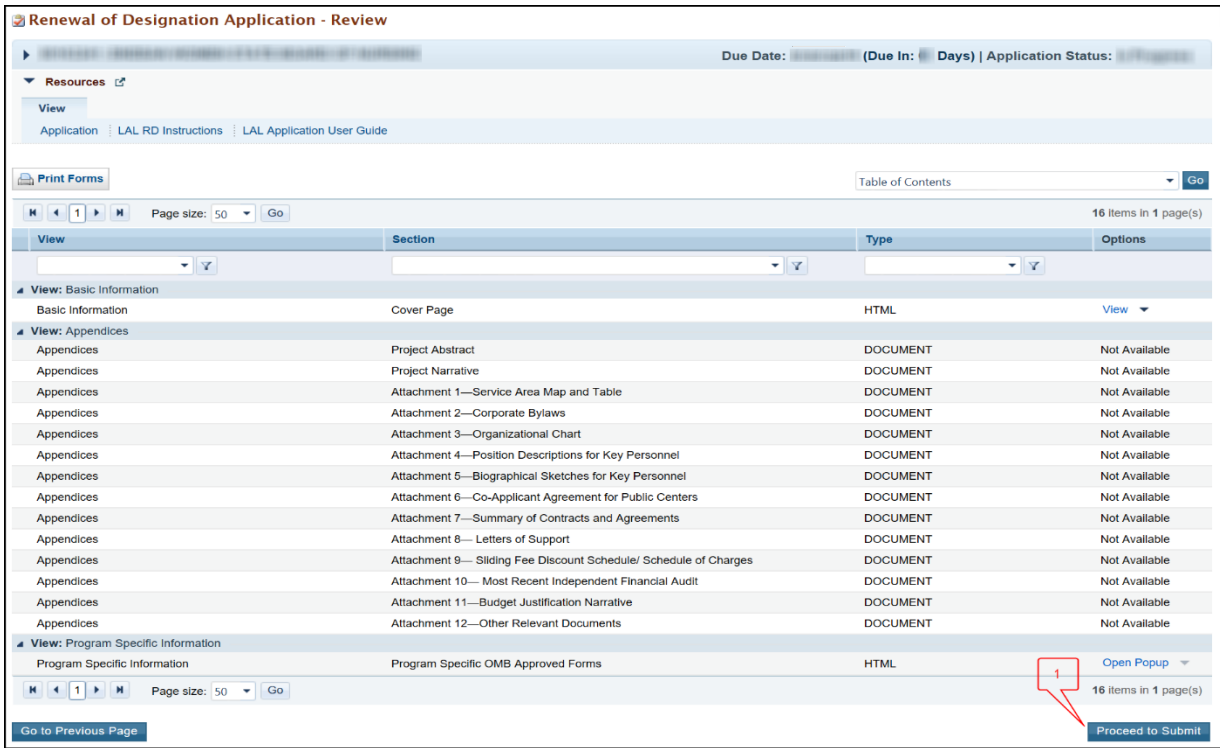 Renewal of Designation Application - Review
Due Date: (Due In: Days) | Application Status:
Resources
View
Application LAL RD Instructions LAL Application User Guide
Print Forms Table of Contents Go
1 Page size: 50 Go 16 items in 1 page(s)
View Section Type Options
View: Basic Information
Basic Information Cover Page HTML View
View: Appendices
Appendices Project Abstract DOCUMENT Not Available
Appendices Project Narrative DOCUMENT Not Available
Appendices Attachment 1—Service Area Map and Table DOCUMENT Not Available
Appendices Attachment 2—Corporate Bylaws DOCUMENT Not Available
Appendices Attachment 3—Organizational Chart DOCUMENT Not Available
Appendices Attachment 4—Position Descriptions for Key Personnel DOCUMENT Not Available
Appendices Attachment 5—Biographical Sketches for Key Personnel DOCUMENT Not Available
Appendices Attachment 6—Co-Applicant Agreement for Public Centers DOCUMENT Not Available
Appendices Attachment 7—Summary of Contracts and Agreements DOCUMENT Not Available
Appendices Attachment 8— Letters of Support DOCUMENT Not Available
Appendices Attachment 9— Sliding Fee Discount Schedule/ Schedule of Charges DOCUMENT Not Available
Appendices Attachment 10— Most Recent Independent Financial Audit DOCUMENT Not Available
Appendices Attachment 11—Budget Justification Narrative DOCUMENT Not Available
Appendices Attachment 12—Other Relevant Documents DOCUMENT Not Available
View: Program Specific Information
Program Specific Information Program Specific OMB Approved Forms HTML Open Popup
1
1 Page size: 50 Go 16 items in 1 page(s)
Go to Previous Page Proceed to Submit